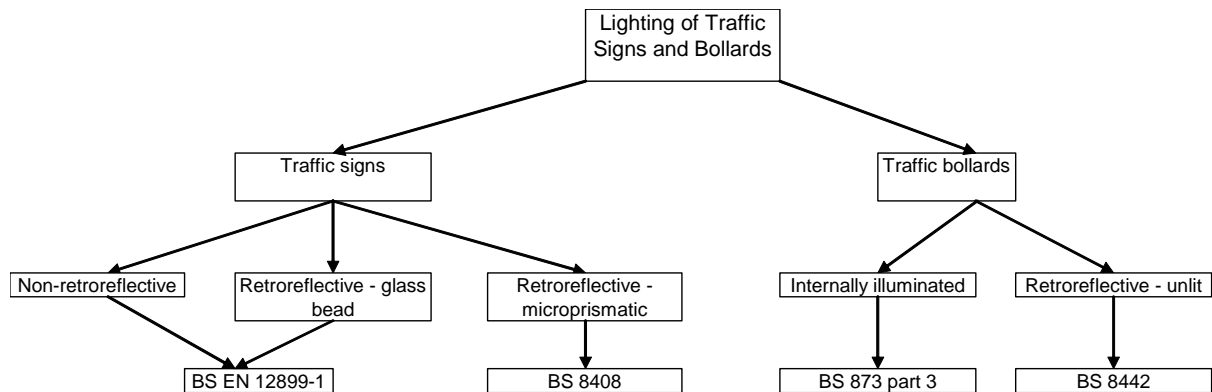 Lighting of Traffic
Signs and Bollards
Traffic signs
Traffic bollards
Non-retroreflective
Retroreflective - glass
bead
Retroreflective -
microprismatic
Internally illuminated
Retroreflective - unlit
BS EN 12899-1
BS 8408
BS 873 part 3
BS 8442